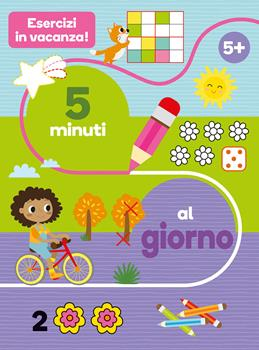 Esercizi
in vacanza!
5+
5
minuti
al
giorno
2